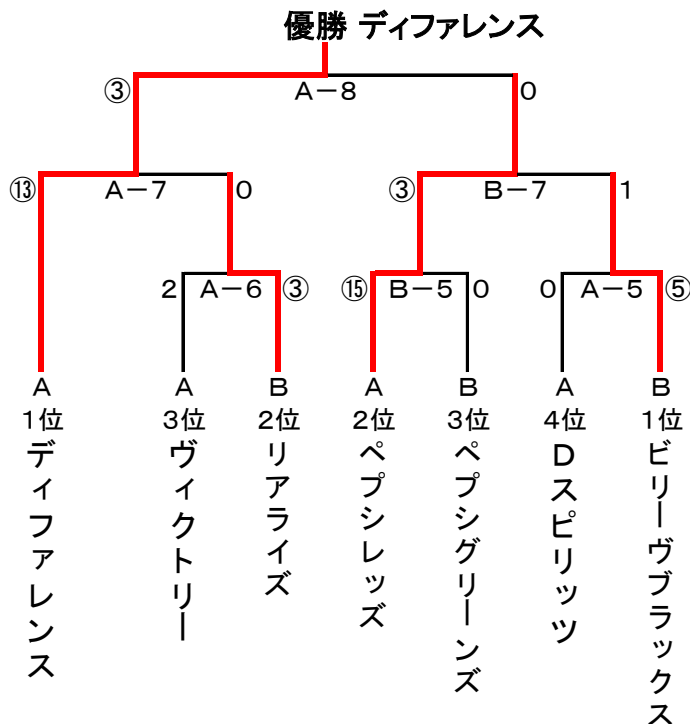 優勝 ディファレンス
③ A－8 0
⑬ A－7 0 ③ B－7 1
2 A－6 ③ ⑮ B－5 0 0 A－5 ⑤
A A B A B A B
1位 3位 2位 2位 3位 4位 1位
ディファレンス
ヴィクトリー
リアライズ
ペプシレッズ
ペプシグリーンズ
Dスピリッツ
ビリーヴブラックス